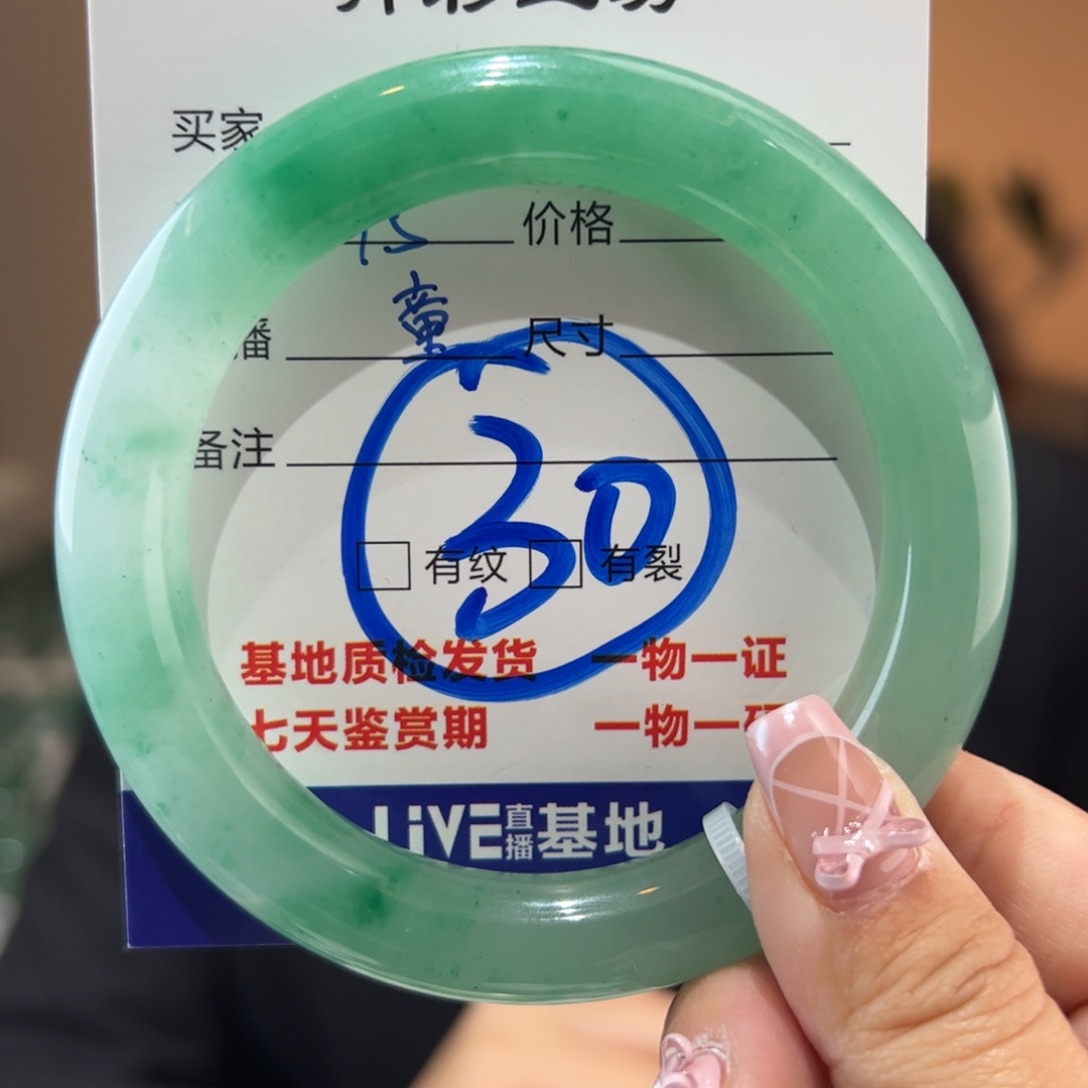 买家
15 价格
童
播 尺寸
备注
30
有纹 有裂
基地质检发货 一物一证
七天鉴赏期 一物一码
LiVE直播基地